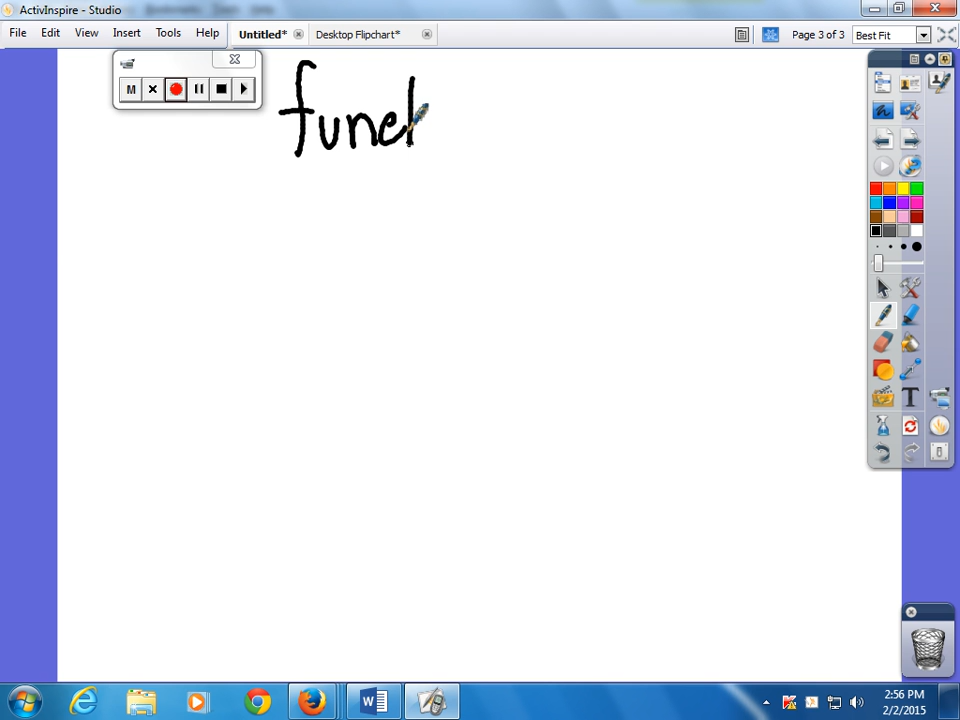 ActivInspire - Studio
File Edit View Insert Tools Help Untitled* Desktop Flipchart* Page 3 of 3 Best Fit
M
funel
T
W
2:56 PM
2/2/2015